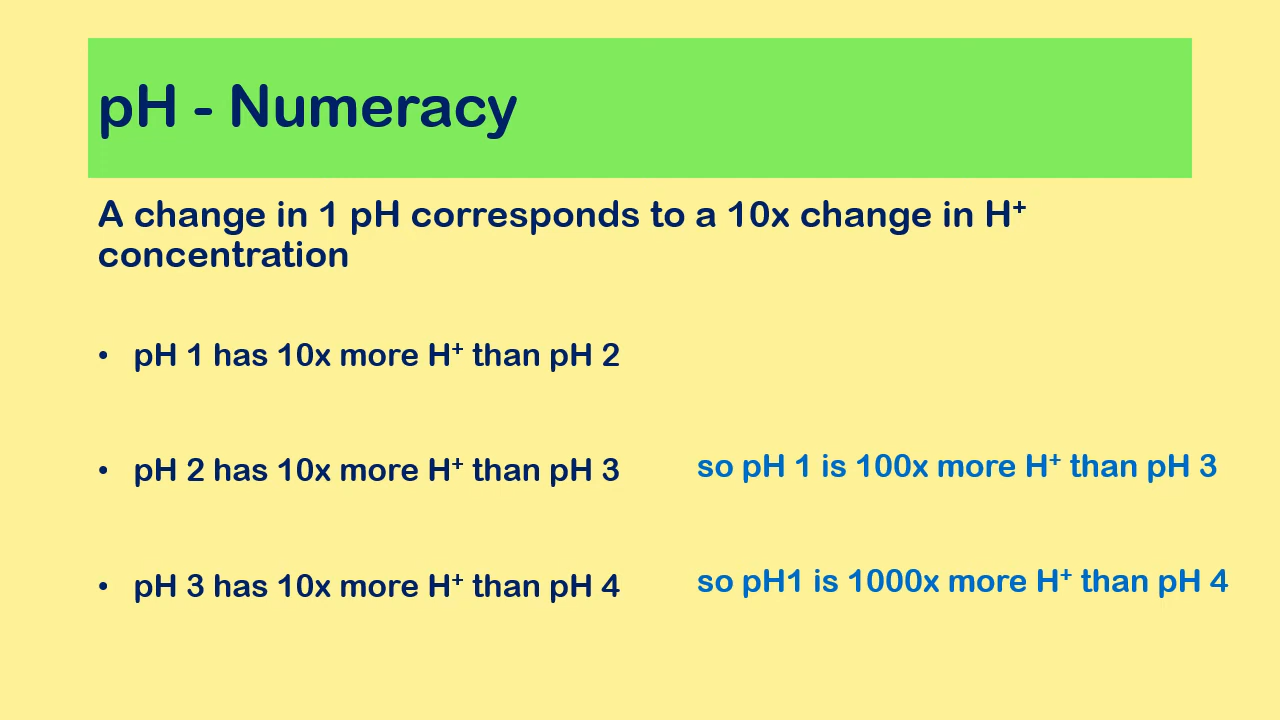 pH - Numeracy
A change in 1 pH corresponds to a 10x change in H⁺
concentration
• pH 1 has 10x more H⁺ than pH 2
• pH 2 has 10x more H⁺ than pH 3
so pH 1 is 100x more H⁺ than pH 3
• pH 3 has 10x more H⁺ than pH 4
so pH1 is 1000x more H⁺ than pH 4